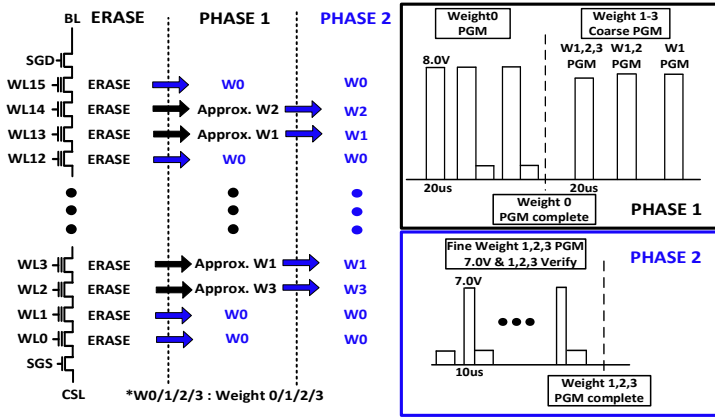 BL ERASE PHASE 1 PHASE 2
SGD
WL15 ERASE W0 W0
WL14 ERASE Approx. W2 W2
WL13 ERASE Approx. W1 W1
WL12 ERASE W0 W0
WL3 ERASE Approx. W1 W1
WL2 ERASE Approx. W3 W3
WL1 ERASE W0 W0
WL0 ERASE W0 W0
SGS
CSL
*W0/1/2/3 : Weight 0/1/2/3
Weight0
PGM
Weight 1-3
Coarse PGM
8.0V
W1,2,3
PGM
W1,2
PGM
W1
PGM
20us
20us
Weight 0
PGM complete
PHASE 1
Fine Weight 1,2,3 PGM
7.0V & 1,2,3 Verify
PHASE 2
7.0V
10us
Weight 1,2,3
PGM complete